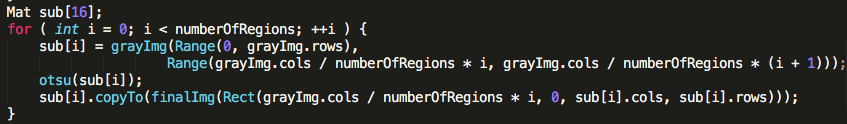 Mat sub[16];
for ( int i = 0; i < numberOfRegions; ++i ) {
    sub[i] = grayImg(Range(0, grayImg.rows),
                     Range(grayImg.cols / numberOfRegions * i, grayImg.cols / numberOfRegions * (i + 1)));
    otsu(sub[i]);
    sub[i].copyTo(finalImg(Rect(grayImg.cols / numberOfRegions * i, 0, sub[i].cols, sub[i].rows)));
}